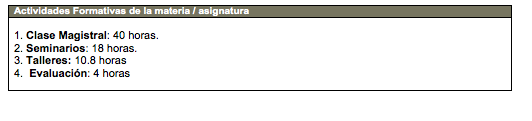 Actividades Formativas de la materia / asignatura
1. Clase Magistral: 40 horas.
2. Seminarios: 18 horas.
3. Talleres: 10.8 horas
4. Evaluación: 4 horas